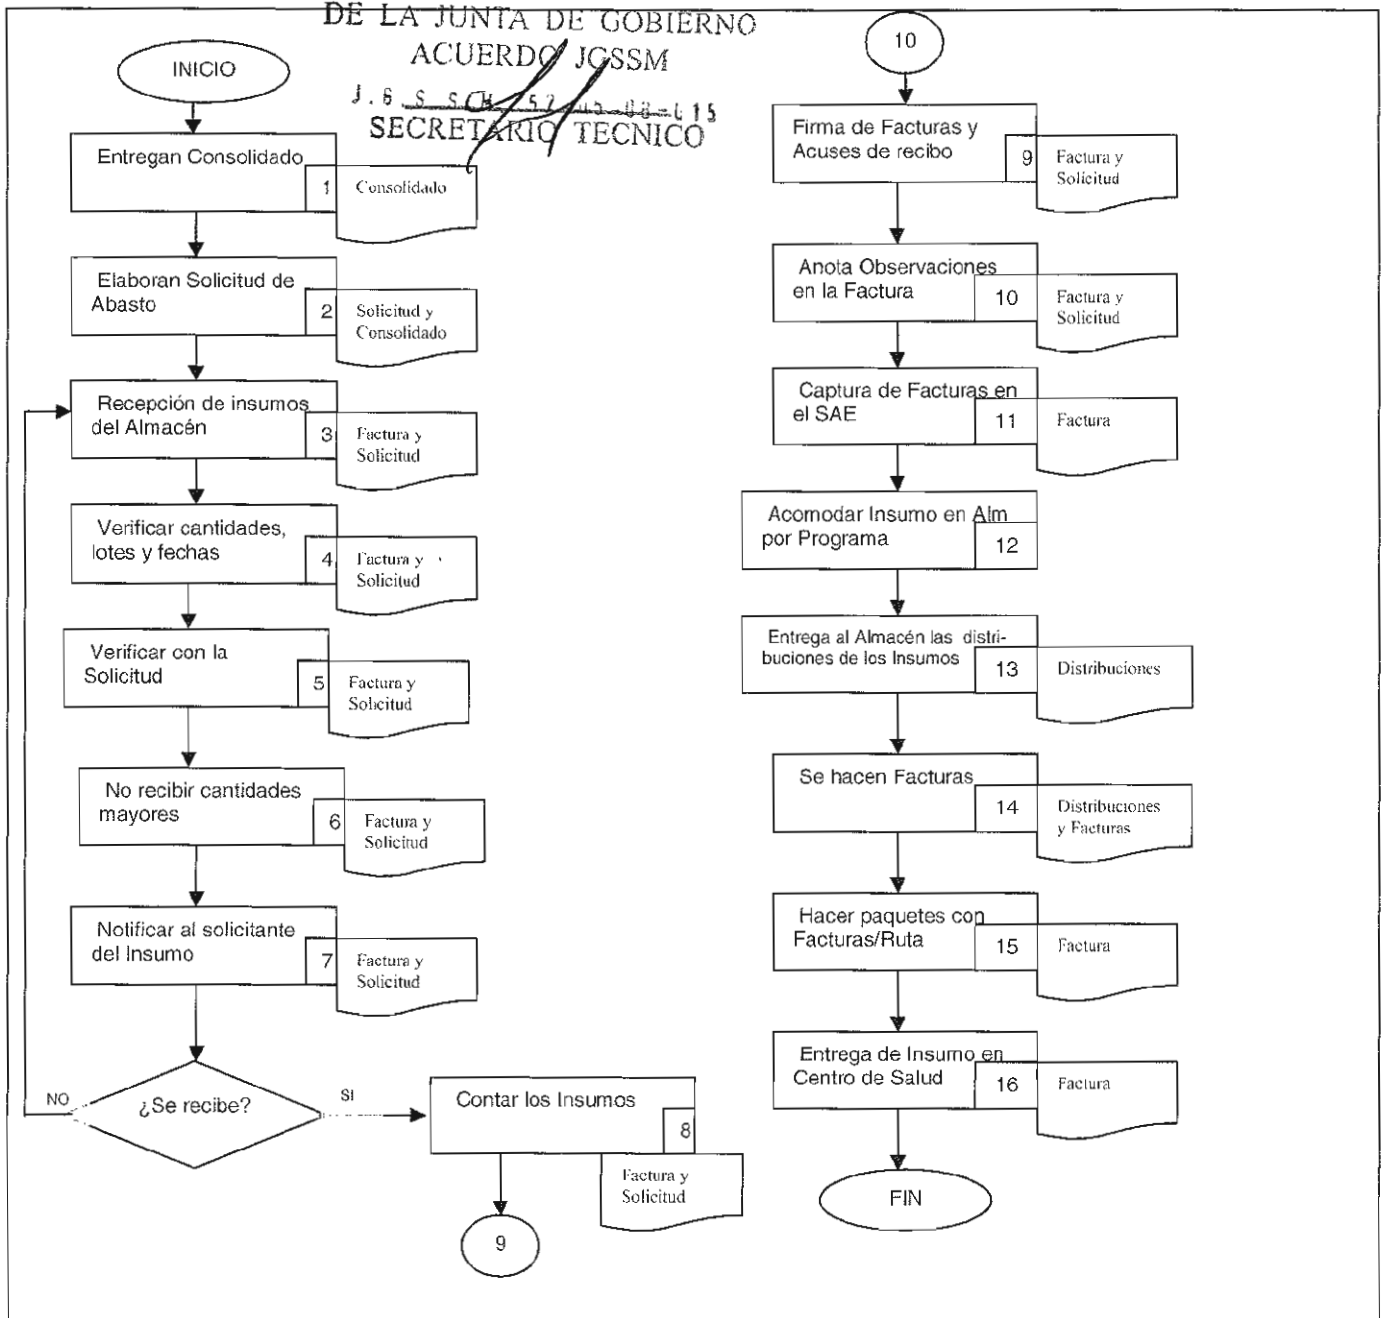 DE LA JUNTA DE GOBIERNO
ACUERDO JGSSM
SECRETARIO TECNICO
INICIO
Entregan Consolidado
1
Consolidado
Elaboran Solicitud de
Abasto
2
Solicitud y
Consolidado
Recepción de insumos
del Almacén
3
Factura y
Solicitud
Verificar cantidades,
lotes y fechas
4
Factura y
Solicitud
Verificar con la
Solicitud
5
Factura y
Solicitud
No recibir cantidades
mayores
6
Factura y
Solicitud
Notificar al solicitante
del Insumo
7
Factura y
Solicitud
¿Se recibe?
NO
SI
Contar los Insumos
8
Factura y
Solicitud
9
10
Firma de Facturas y
Acuses de recibo
9
Factura y
Solicitud
Anota Observaciones
en la Factura
10
Factura y
Solicitud
Captura de Facturas en
el SAE
11
Factura
Acomodar Insumo en Alm
por Programa
12
Entrega al Almacén las distri-
buciones de los Insumos
13
Distribuciones
Se hacen Facturas
14
Distribuciones
y Facturas
Hacer paquetes con
Facturas/Ruta
15
Factura
Entrega de Insumo en
Centro de Salud
16
Factura
FIN